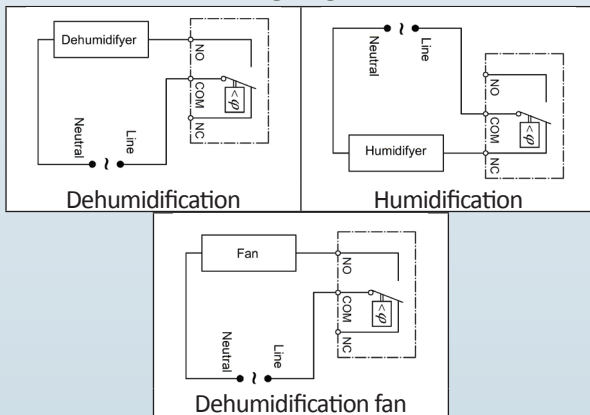 Dehumidifyer
NO
COM
NC
<φ
Neutral
~
Line
Dehumidification
Neutral
~
Line
NO
COM
NC
<φ
Humidifyer
Humidification
Fan
NO
COM
NC
<φ
Neutral
~
Line
Dehumidification fan